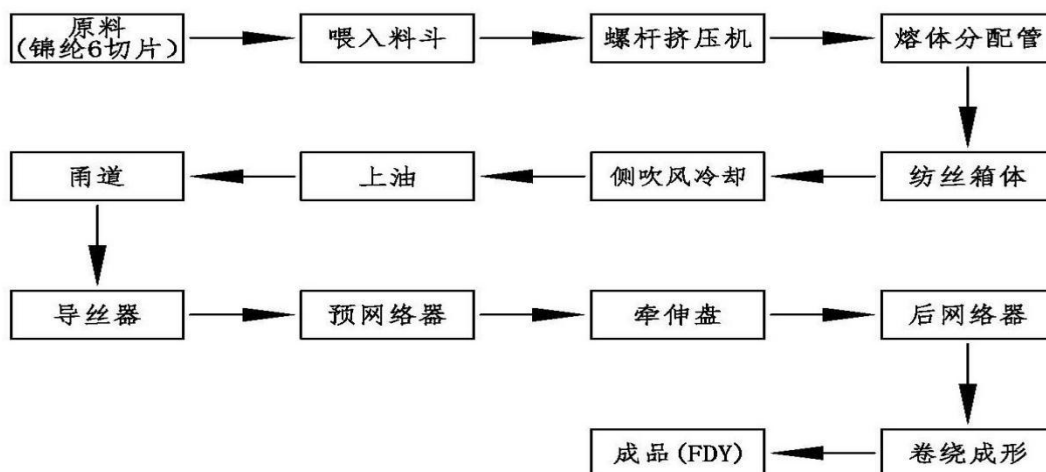 原料
(锦纶6切片)
喂入料斗
螺杆挤压机
熔体分配管
纺丝箱体
侧吹风冷却
上油
甬道
导丝器
预网络器
牵伸盘
后网络器
卷绕成形
成品(FDY)